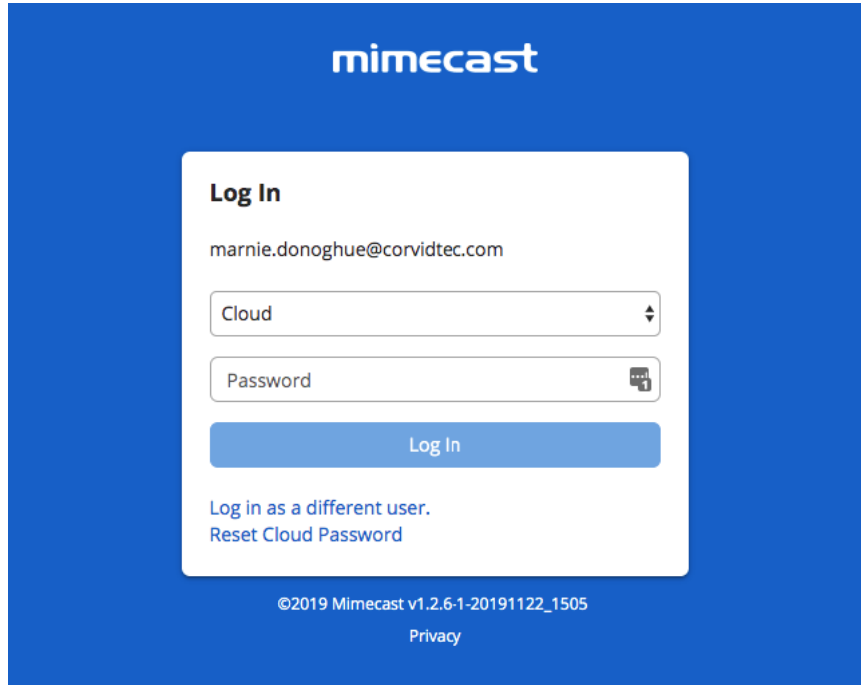 mimecast
Log In
marnie.donoghue@corvidtec.com
Cloud
Password
1
Log In
Log in as a different user.
Reset Cloud Password
©2019 Mimecast v1.2.6-1-20191122_1505
Privacy